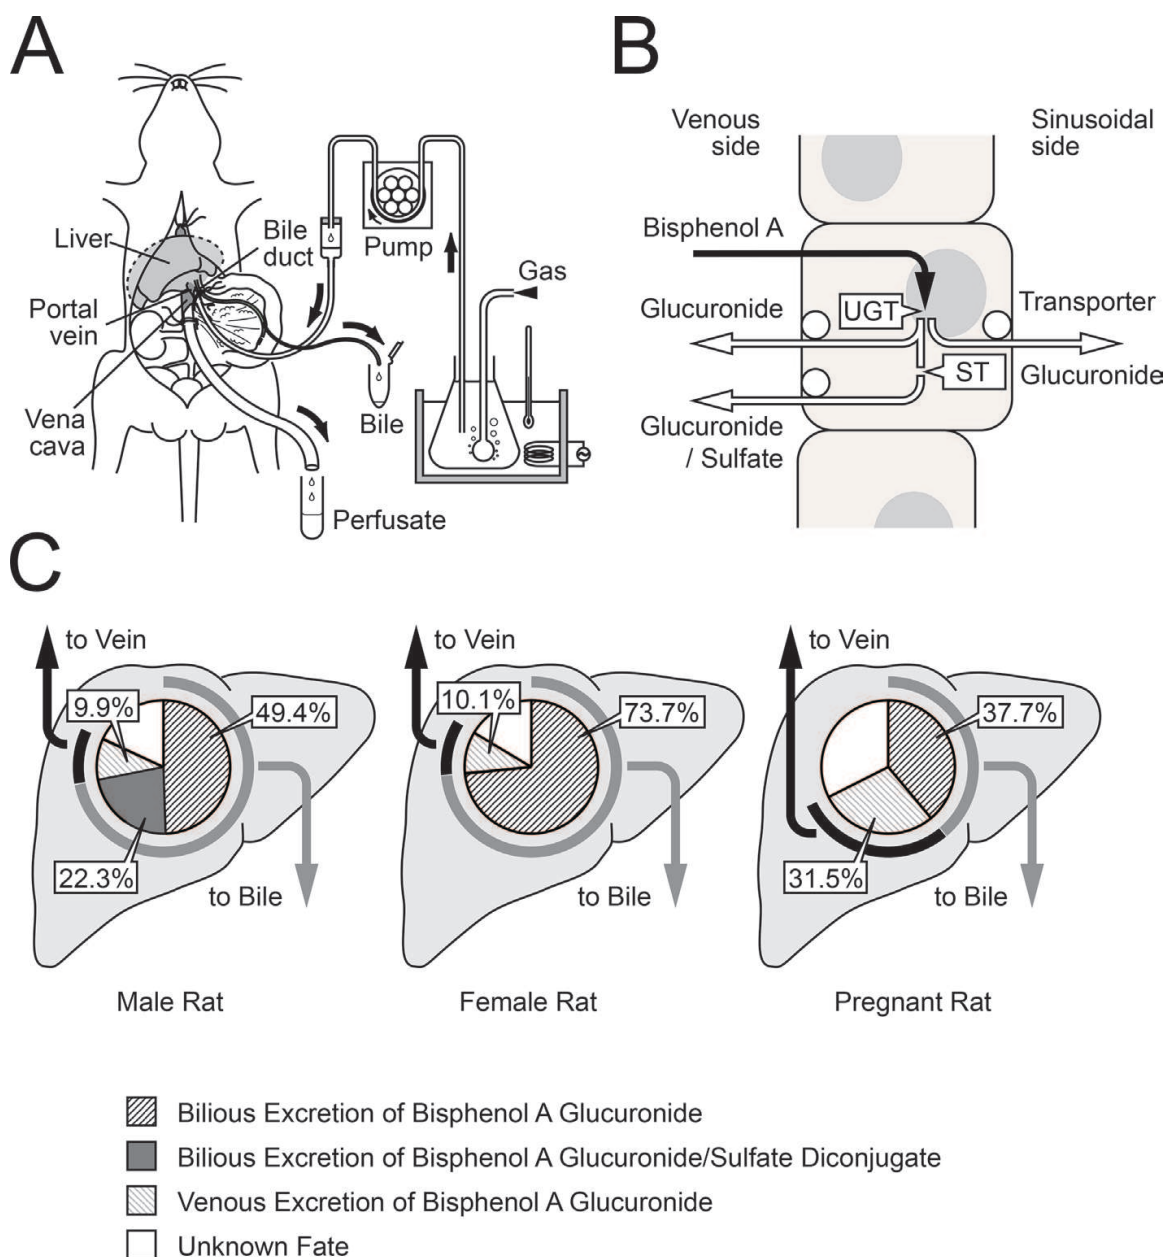 A
Liver
Bile
duct
Portal
vein
Vena
cava
Pump
Gas
Bile
Perfusate
B
Venous
side
Sinusoidal
side
Bisphenol A
Glucuronide
UGT
Transporter
ST
Glucuronide
Glucuronide
/ Sulfate
C
to Vein
9.9%
49.4%
22.3%
to Bile
Male Rat
to Vein
10.1%
73.7%
to Bile
Female Rat
to Vein
37.7%
31.5%
to Bile
Pregnant Rat
Bilious Excretion of Bisphenol A Glucuronide
Bilious Excretion of Bisphenol A Glucuronide/Sulfate Diconjugate
Venous Excretion of Bisphenol A Glucuronide
Unknown Fate